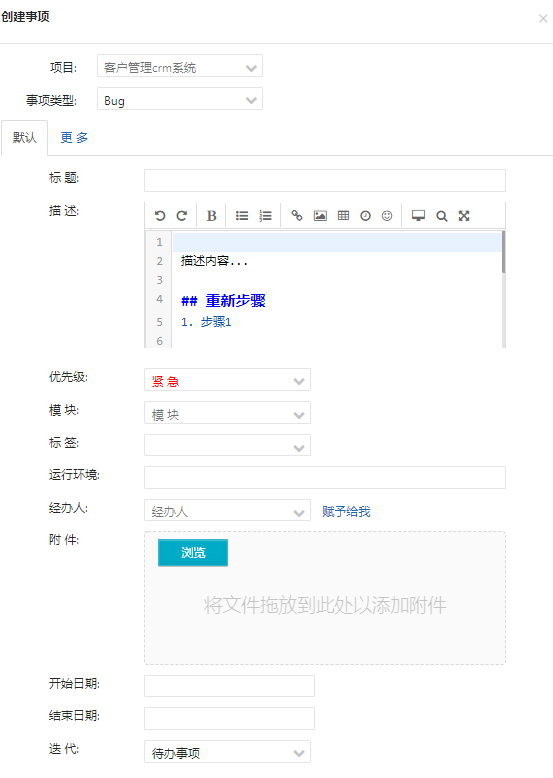 创建事项 ×
项目: 客户管理crm系统
事项类型: Bug
默认 更 多
标 题:
描 述:
B
1
2 描述内容...
3
4 ## 重新步骤
5 1. 步骤1
6
优先级: 紧 急
模 块: 模 块
标 签:
运行环境:
经办人: 经办人 赋予给我
附 件:
浏览
将文件拖放到此处以添加附件
开始日期:
结束日期:
迭 代: 待办事项